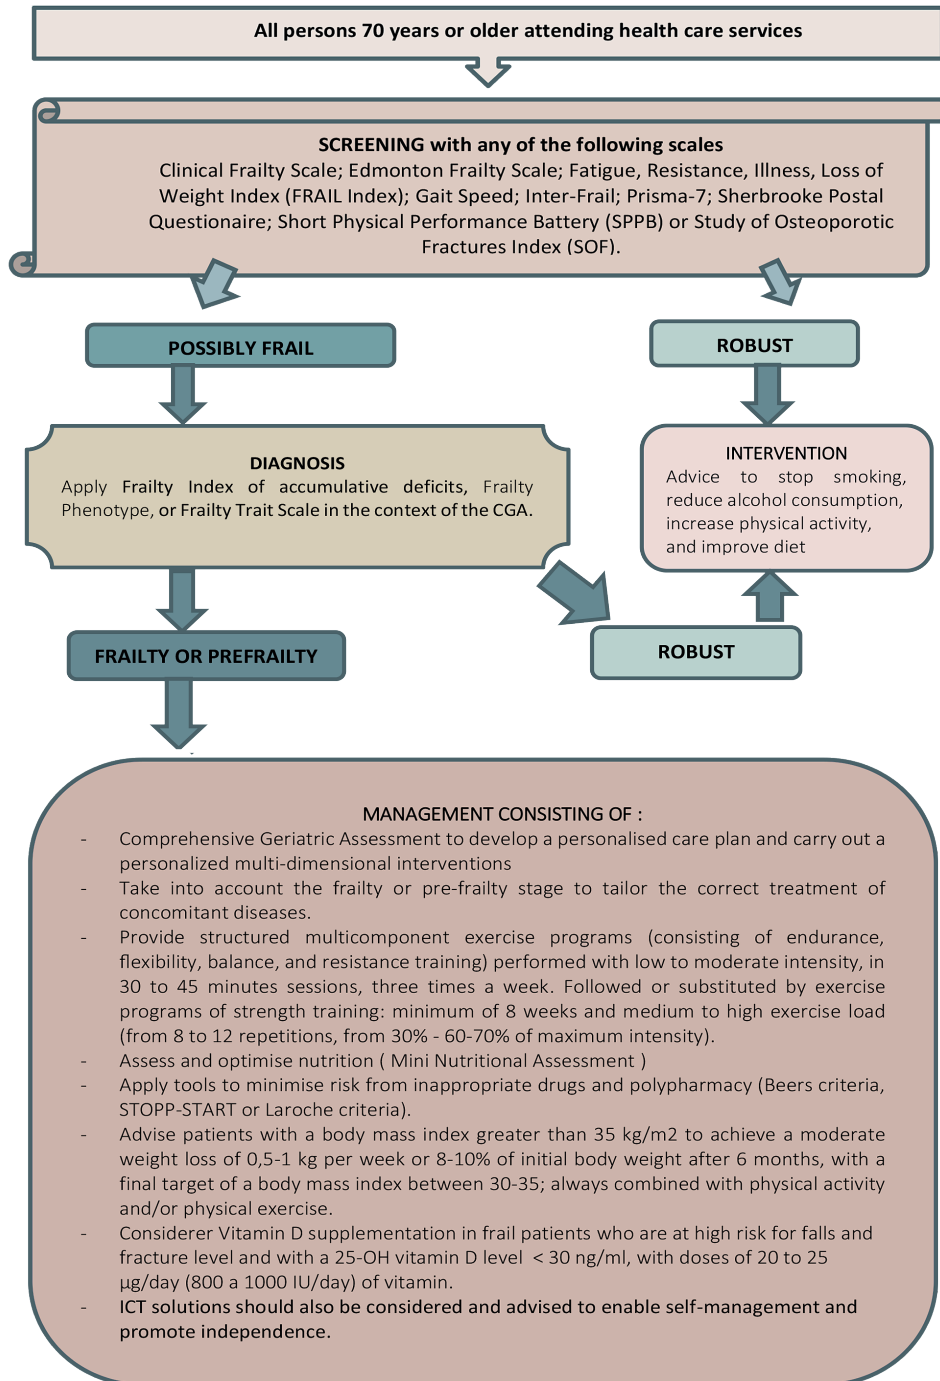 All persons 70 years or older attending health care services
SCREENING with any of the following scales
Clinical Frailty Scale; Edmonton Frailty Scale; Fatigue, Resistance, Illness, Loss of
Weight Index (FRAIL Index); Gait Speed; Inter-Frail; Prisma-7; Sherbrooke Postal
Questionaire; Short Physical Performance Battery (SPPB) or Study of Osteoporotic
Fractures Index (SOF).
POSSIBLY FRAIL
ROBUST
DIAGNOSIS
Apply Frailty Index of accumulative deficits, Frailty
Phenotype, or Frailty Trait Scale in the context of the CGA.
INTERVENTION
Advice to stop smoking,
reduce alcohol consumption,
increase physical activity,
and improve diet
FRAILTY OR PREFRAILTY
ROBUST
MANAGEMENT CONSISTING OF :
- Comprehensive Geriatric Assessment to develop a personalised care plan and carry out a
personalized multi-dimensional interventions
- Take into account the frailty or pre-frailty stage to tailor the correct treatment of
concomitant diseases.
- Provide structured multicomponent exercise programs (consisting of endurance,
flexibility, balance, and resistance training) performed with low to moderate intensity, in
30 to 45 minutes sessions, three times a week. Followed or substituted by exercise
programs of strength training: minimum of 8 weeks and medium to high exercise load
(from 8 to 12 repetitions, from 30% - 60-70% of maximum intensity).
- Assess and optimise nutrition ( Mini Nutritional Assessment )
- Apply tools to minimise risk from inappropriate drugs and polypharmacy (Beers criteria,
STOPP-START or Laroche criteria).
- Advise patients with a body mass index greater than 35 kg/m2 to achieve a moderate
weight loss of 0,5-1 kg per week or 8-10% of initial body weight after 6 months, with a
final target of a body mass index between 30-35; always combined with physical activity
and/or physical exercise.
- Considerer Vitamin D supplementation in frail patients who are at high risk for falls and
fracture level and with a 25-OH vitamin D level < 30 ng/ml, with doses of 20 to 25
µg/day (800 a 1000 IU/day) of vitamin.
- ICT solutions should also be considered and advised to enable self-management and
promote independence.